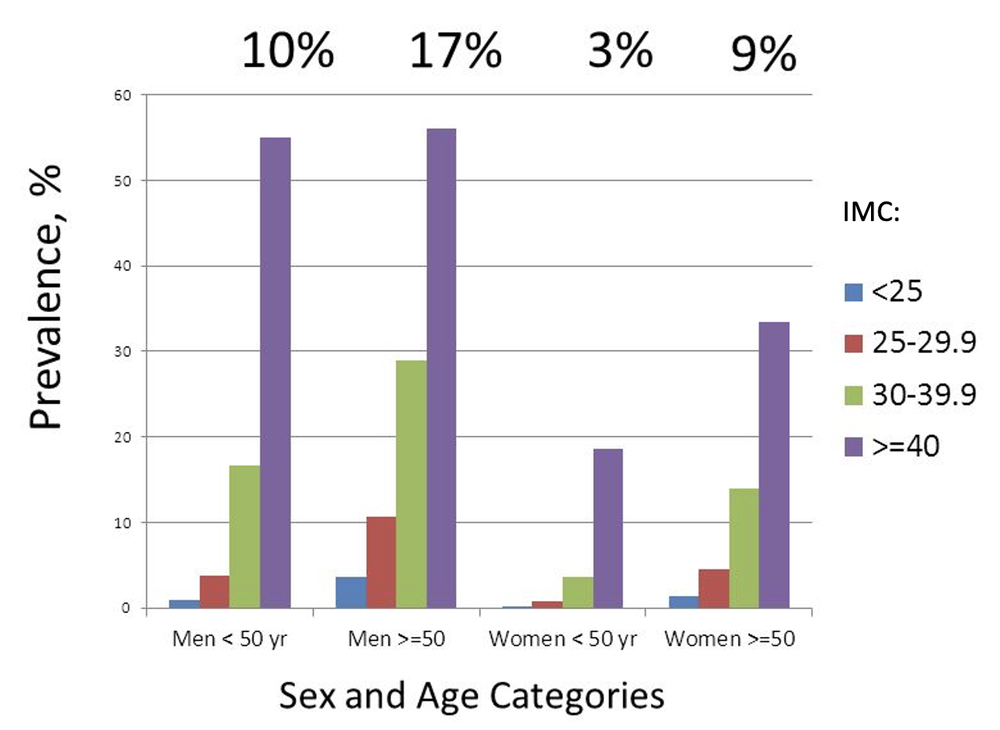 10% 17% 3% 9%
Prevalence, %
60
50
40
30
20
10
0
Men < 50 yr Men >=50 Women < 50 yr Women >=50
Sex and Age Categories
IMC:
<25
25-29.9
30-39.9
>=40